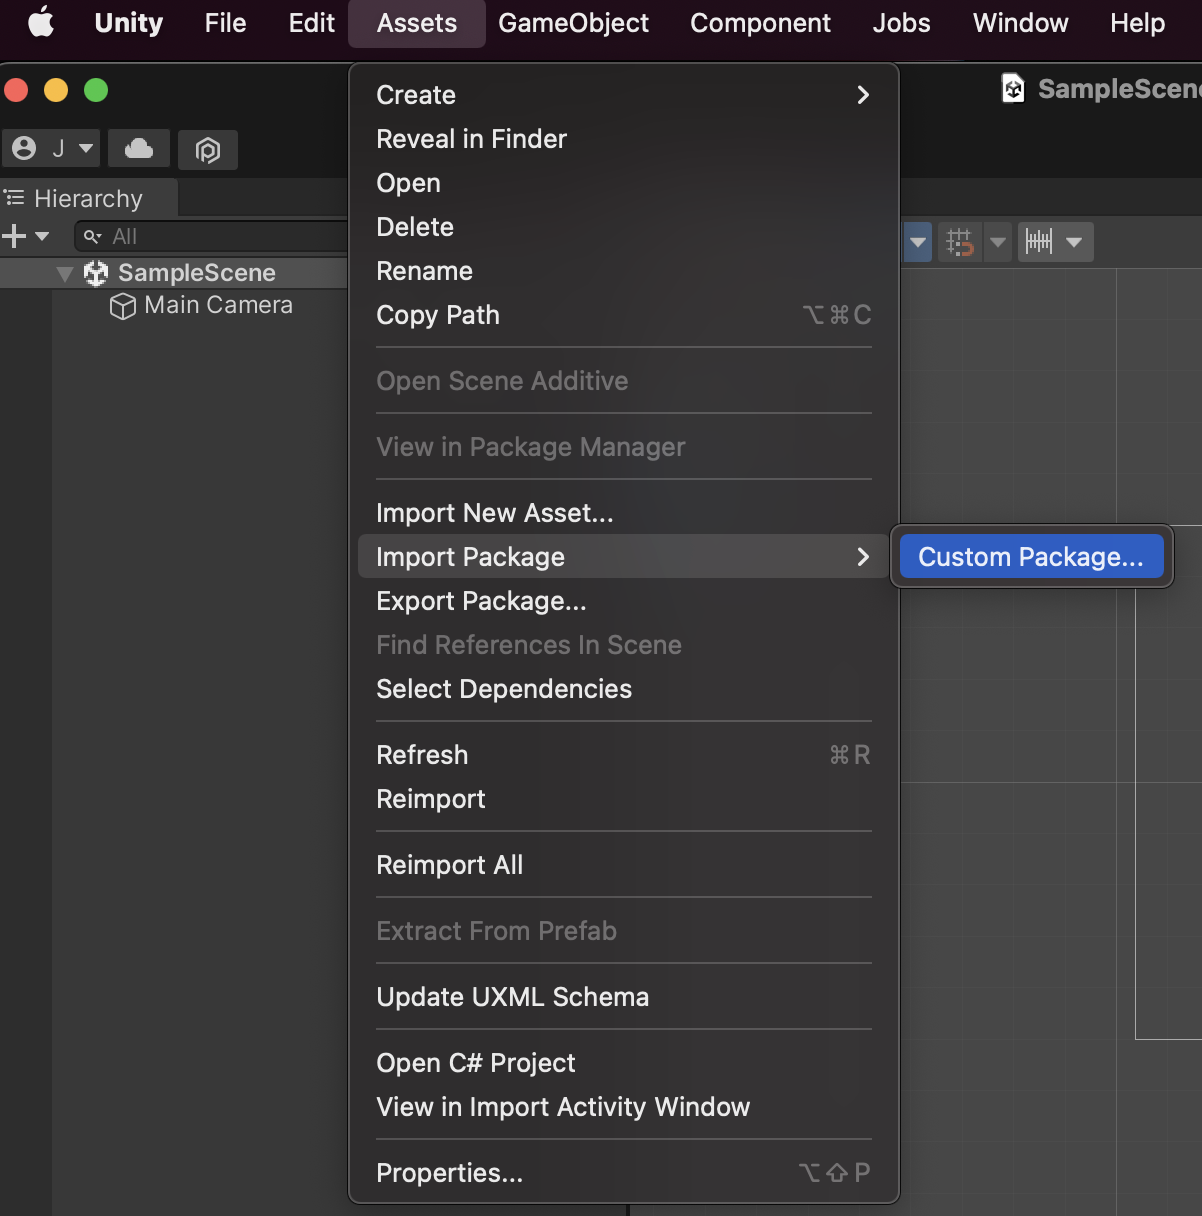 Unity File Edit Assets GameObject Component Jobs Window Help
SampleScen
J
Hierarchy
All
SampleScene
Main Camera
Create
Reveal in Finder
Open
Delete
Rename
Copy Path ⌥⌘C
Open Scene Additive
View in Package Manager
Import New Asset...
Import Package
Custom Package...
Export Package...
Find References In Scene
Select Dependencies
Refresh ⌘R
Reimport
Reimport All
Extract From Prefab
Update UXML Schema
Open C# Project
View in Import Activity Window
Properties... ⌥⇧P